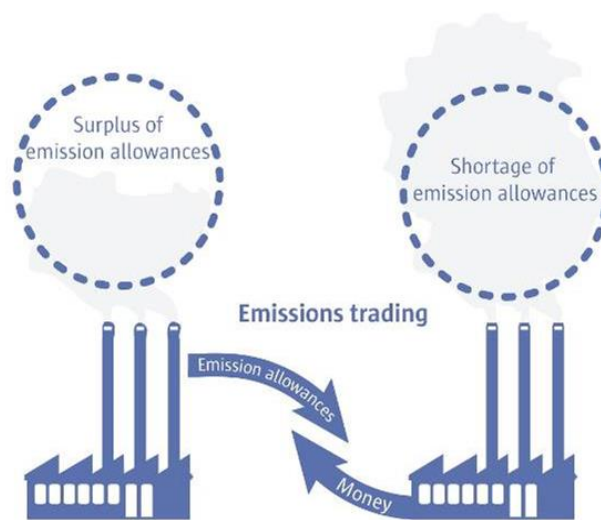 Surplus of
emission allowances
Shortage of
emission allowances
Emissions trading
Emission allowances
Money